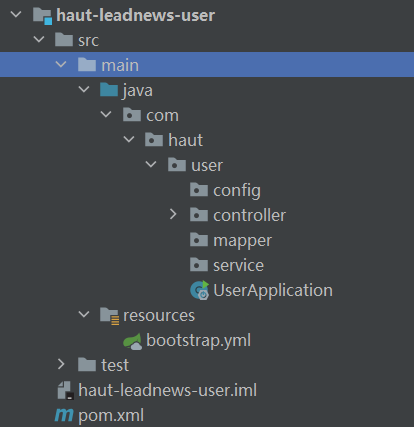 haut-leadnews-user
src
main
java
com
haut
user
config
controller
mapper
service
UserApplication
resources
bootstrap.yml
test
haut-leadnews-user.iml
pom.xml